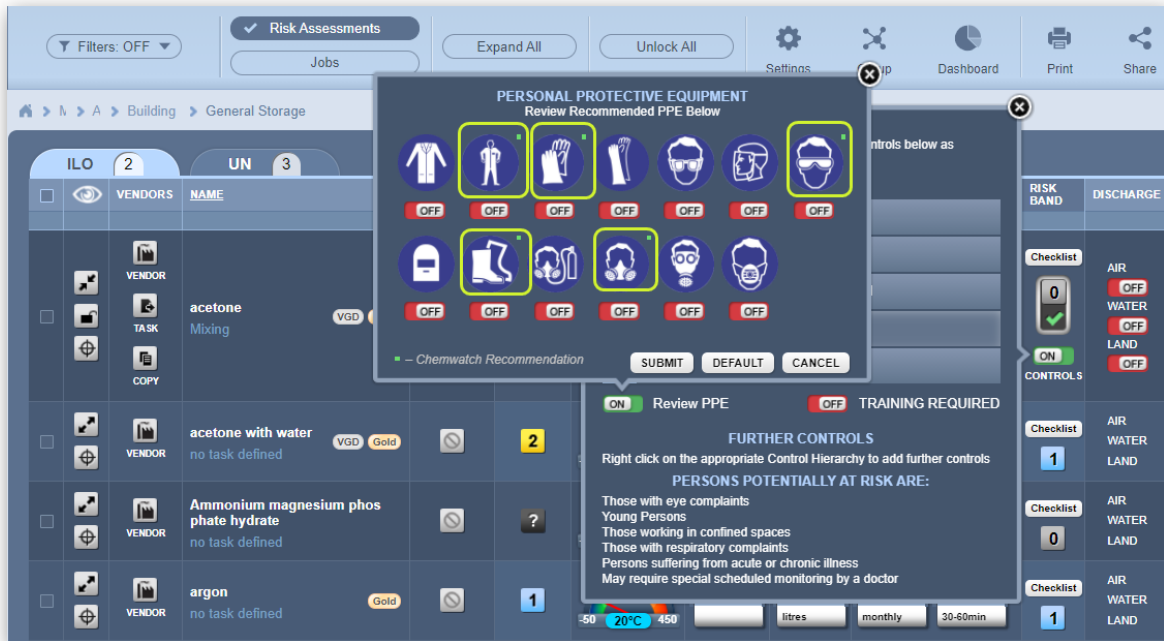 Filters: OFF
Risk Assessments
Jobs
Expand All
Unlock All
Settings
Dashboard
Print
Share
A
Building
General Storage
PERSONAL PROTECTIVE EQUIPMENT
Review Recommended PPE Below
OFF OFF OFF OFF OFF OFF OFF
OFF OFF OFF OFF OFF OFF
– Chemwatch Recommendation
SUBMIT DEFAULT CANCEL
controls below as
ON Review PPE OFF TRAINING REQUIRED
FURTHER CONTROLS
Right click on the appropriate Control Hierarchy to add further controls
PERSONS POTENTIALLY AT RISK ARE:
Those with eye complaints
Young Persons
Those working in confined spaces
Those with respiratory complaints
Persons suffering from acute or chronic illness
May require special scheduled monitoring by a doctor
ILO 2 UN 3
VENDORS NAME RISK BAND DISCHARGE
VENDOR
TASK
COPY
acetone
Mixing
VGD
Checklist
0
ON
CONTROLS
AIR
OFF
WATER
OFF
LAND
OFF
VENDOR
acetone with water
no task defined
VGD Gold
2
Checklist
1
AIR
WATER
LAND
VENDOR
Ammonium magnesium phos
phate hydrate
no task defined
?
Checklist
0
AIR
WATER
LAND
VENDOR
argon
no task defined
Gold
1
-50 20°C 450
litres
monthly
30-60min
Checklist
1
AIR
WATER
LAND